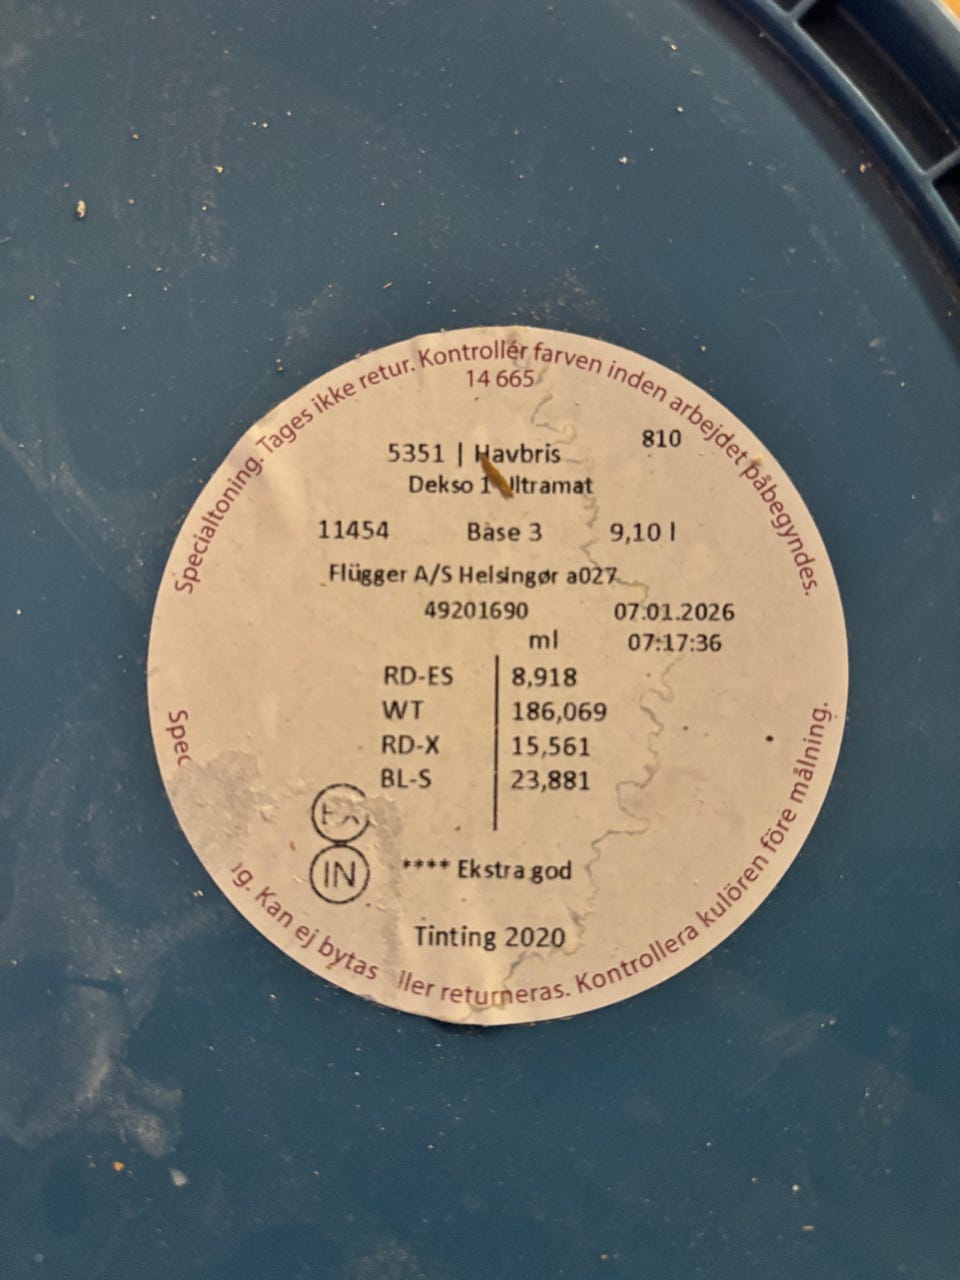 Specialtoning. Tages ikke retur. Kontrollér farven inden arbejdet påbegyndes.
14 665
810
5351 | Havbris
Dekso 1 Ultramat
11454 Base 3 9,10 l
Flügger A/S Helsingør a027
49201690 07.01.2026
ml 07:17:36
RD-ES 8,918
WT 186,069
RD-X 15,561
BL-S 23,881
IN
**** Ekstra god
Tinting 2020
Kan ej bytas ller returneras. Kontrollera kulören före målning.